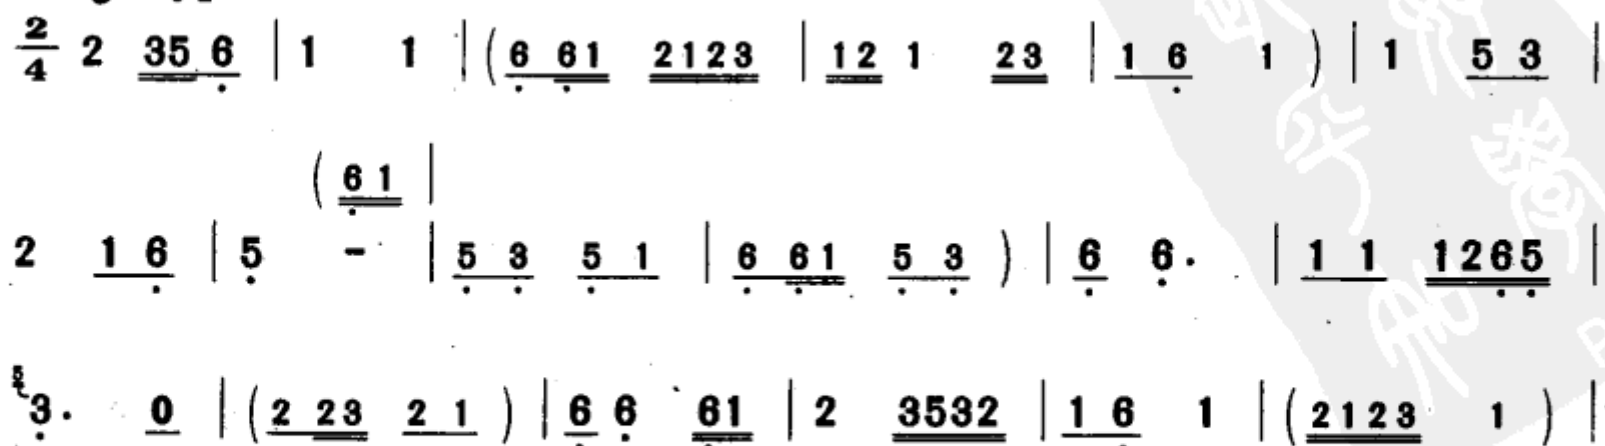 2/4 2 35 6 | 1 1 | ( 6 61 2123 | 12 1 23 | 1 6 1 ) | 1 5 3 |
( 6 1 |
2 1 6 | 5 - | 5 3 5 1 | 6 61 5 3 ) | 6 6· | 1 1 1265 |
3· 0 | ( 2 23 2 1 ) | 6 6 61 | 2 3532 | 1 6 1 | ( 2123 1 ) |